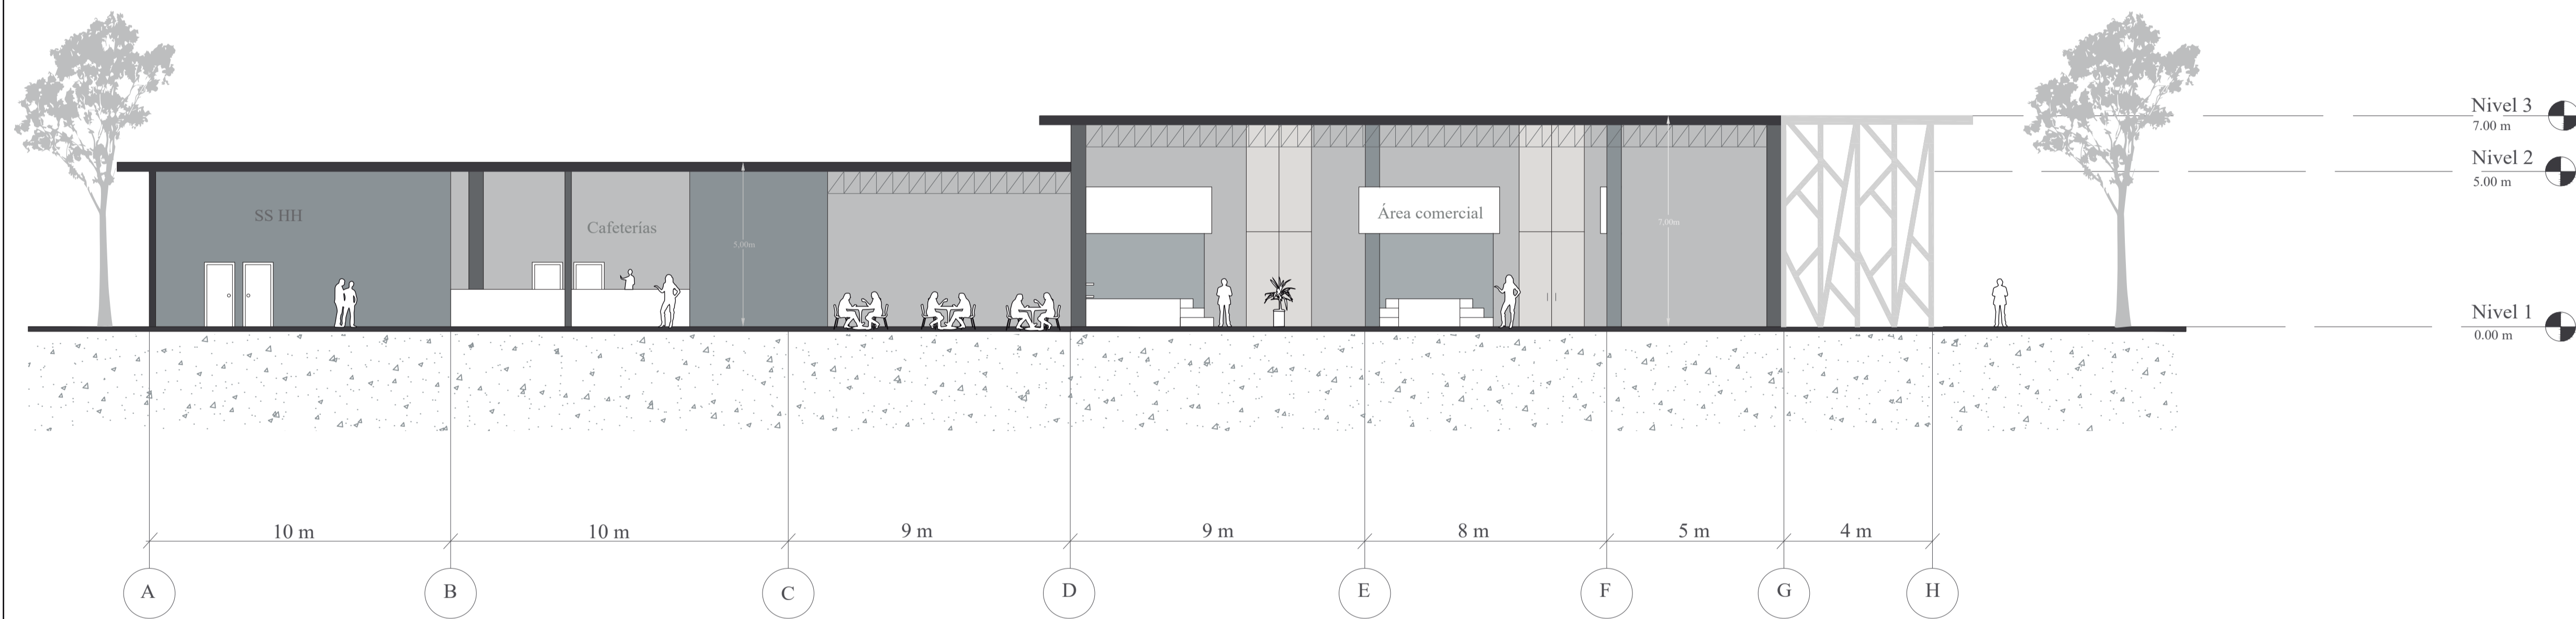 Nivel 3
7.00 m
Nivel 2
5.00 m
SS HH
Cafeterías
5,00m
Área comercial
7,00m
Nivel 1
0.00 m
10 m
10 m
9 m
9 m
8 m
5 m
4 m
A
B
C
D
E
F
G
H